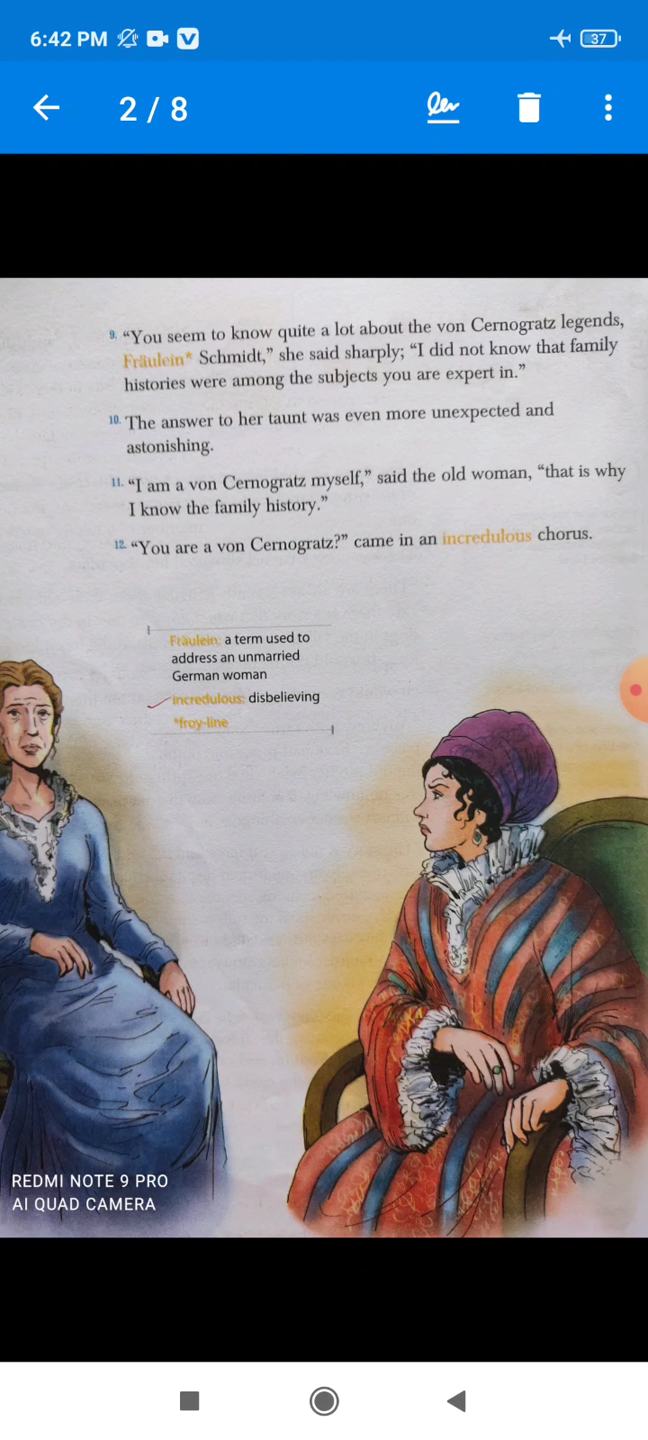 6:42 PM
37
2 / 8
9. “You seem to know quite a lot about the von Cernogratz legends,
Fräulein* Schmidt,” she said sharply; “I did not know that family
histories were among the subjects you are expert in.”
10. The answer to her taunt was even more unexpected and
astonishing.
11. “I am a von Cernogratz myself,” said the old woman, “that is why
I know the family history.”
12. “You are a von Cernogratz?” came in an incredulous chorus.
Fräulein: a term used to
address an unmarried
German woman
incredulous: disbelieving
*froy-line
REDMI NOTE 9 PRO
AI QUAD CAMERA